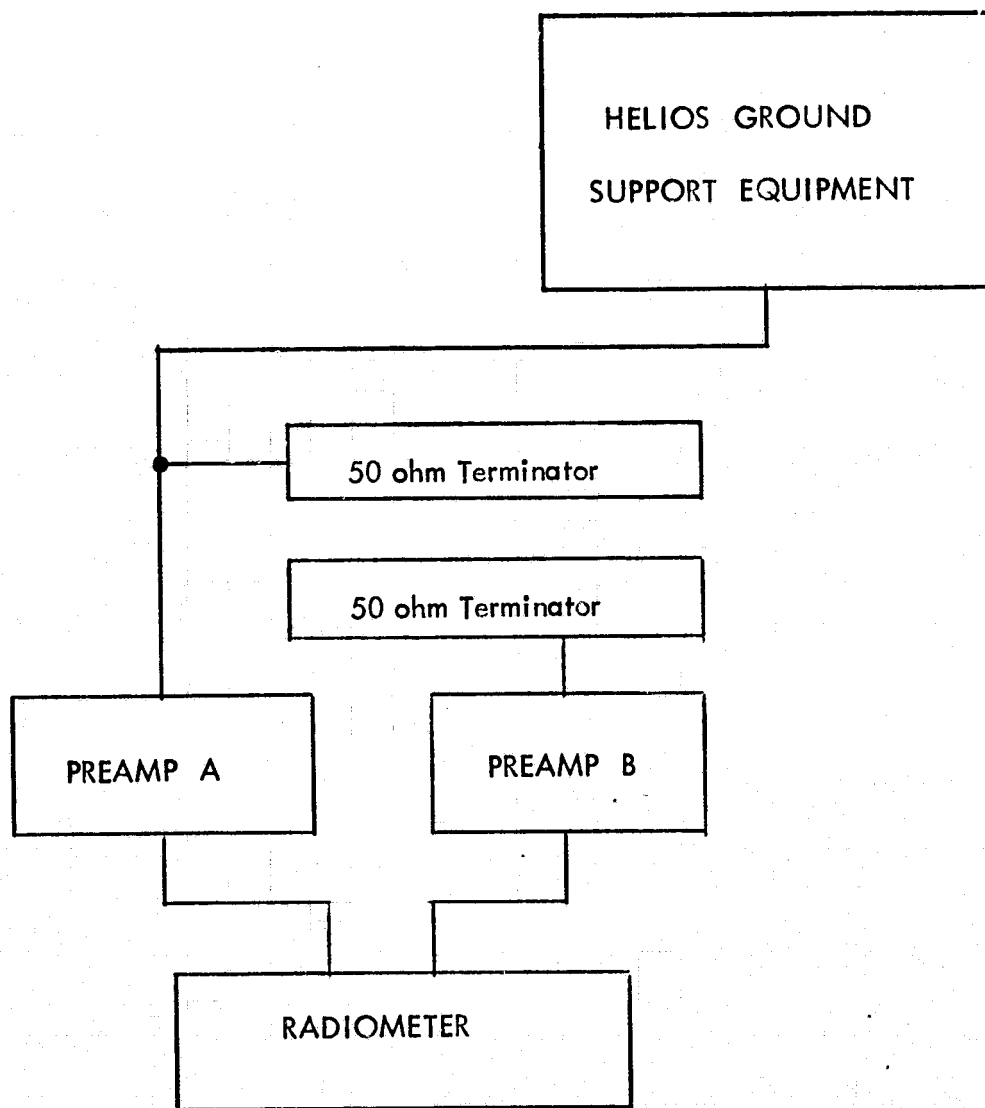 HELIOS GROUND
SUPPORT EQUIPMENT
50 ohm Terminator
50 ohm Terminator
PREAMP A
PREAMP B
RADIOMETER